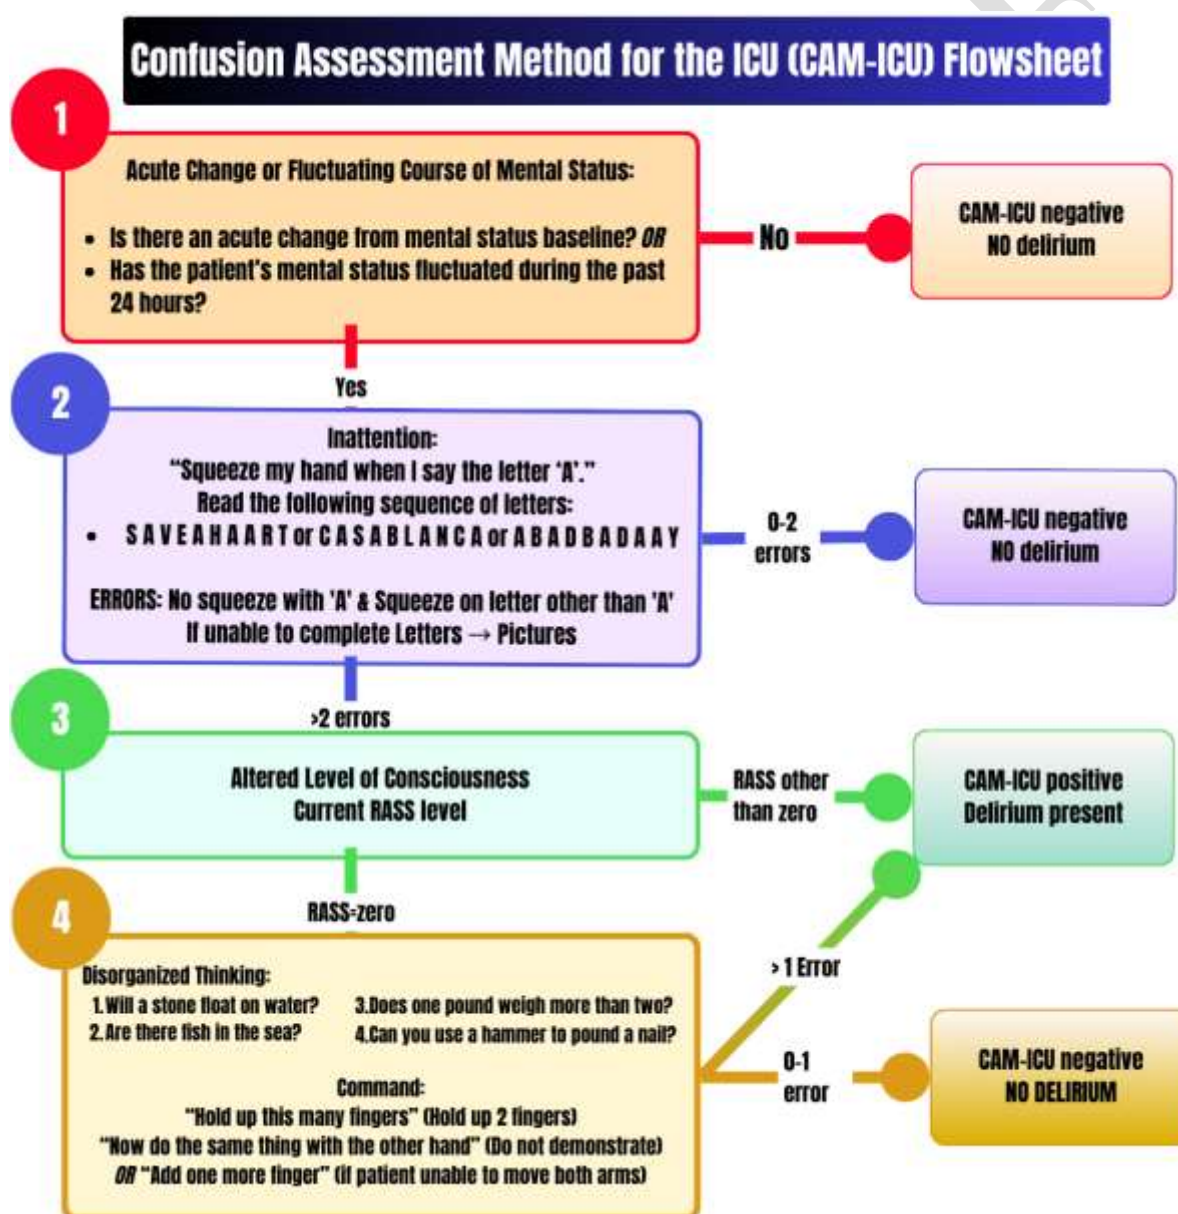 Confusion Assessment Method for the ICU (CAM-ICU) Flowsheet
1
Acute Change or Fluctuating Course of Mental Status:
• Is there an acute change from mental status baseline? OR
• Has the patient's mental status fluctuated during the past
24 hours?
No
CAM-ICU negative
NO delirium
Yes
2
Inattention:
“Squeeze my hand when I say the letter ‘A’.”
Read the following sequence of letters:
• S A V E A H A A R T or C A S A B L A N C A or A B A D B A D A A Y
ERRORS: No squeeze with 'A' & Squeeze on letter other than 'A'
If unable to complete Letters → Pictures
0-2
errors
CAM-ICU negative
NO delirium
>2 errors
3
Altered Level of Consciousness
Current RASS level
RASS other
than zero
CAM-ICU positive
Delirium present
RASS=zero
4
Disorganized Thinking:
1.Will a stone float on water?
2.Are there fish in the sea?
3.Does one pound weigh more than two?
4.Can you use a hammer to pound a nail?
Command:
“Hold up this many fingers” (Hold up 2 fingers)
“Now do the same thing with the other hand” (Do not demonstrate)
OR “Add one more finger” (if patient unable to move both arms)
> 1 Error
0-1
error
CAM-ICU negative
NO DELIRIUM